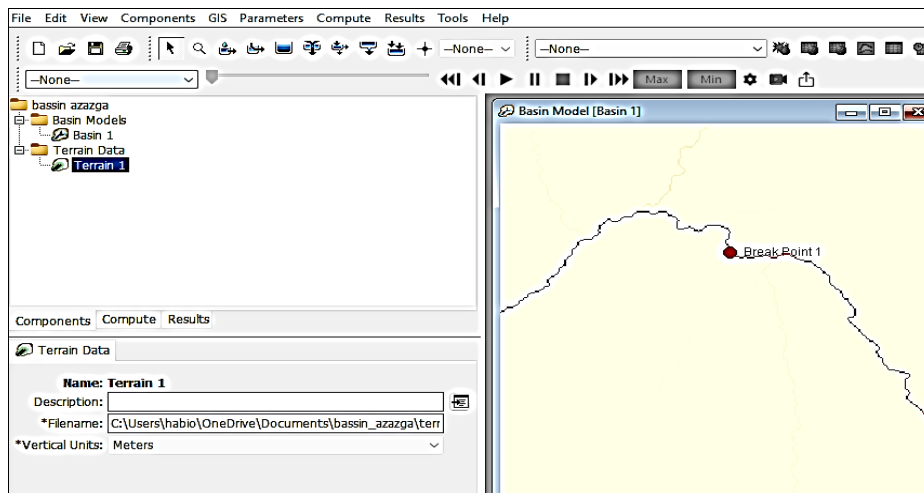 File Edit View Components GIS Parameters Compute Results Tools Help
--None-- --None--
--None-- Max Min
bassin azazga
Basin Models
Basin 1
Terrain Data
Terrain 1
Basin Model [Basin 1]
Break Point 1
Components Compute Results
Terrain Data
Name: Terrain 1
Description:
*Filename: C:\Users\habio\OneDrive\Documents\bassin_azazga\terr
*Vertical Units: Meters